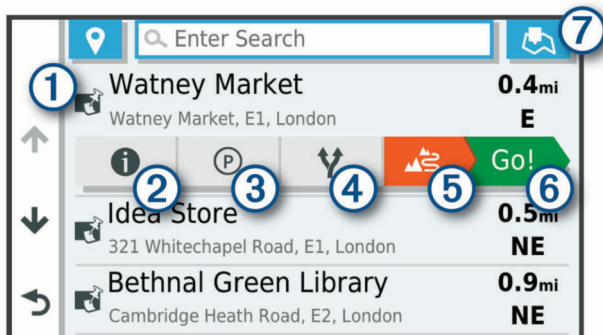 Enter Search
7
1
Watney Market
0.4mi
Watney Market, E1, London
E
P
Go!
2
3
4
5
6
Idea Store
0.5mi
321 Whitechapel Road, E1, London
NE
Bethnal Green Library
0.9mi
Cambridge Heath Road, E2, London
NE